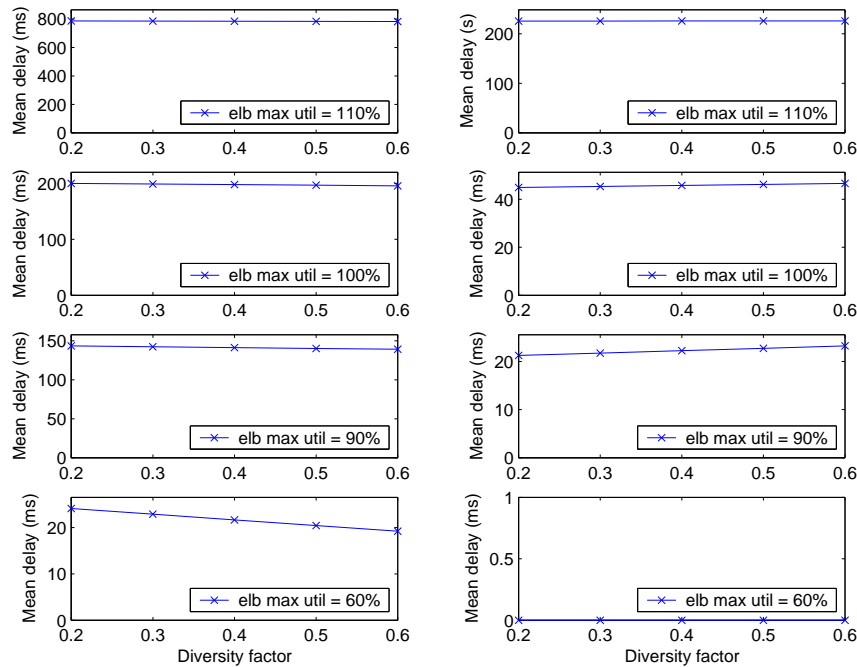 Mean delay (ms)
800
600
400
200
0
elb max util = 110%
0.2 0.3 0.4 0.5 0.6
Mean delay (s)
200
100
0
elb max util = 110%
0.2 0.3 0.4 0.5 0.6
Mean delay (ms)
200
100
0
elb max util = 100%
0.2 0.3 0.4 0.5 0.6
Mean delay (ms)
40
20
0
elb max util = 100%
0.2 0.3 0.4 0.5 0.6
Mean delay (ms)
150
100
50
0
elb max util = 90%
0.2 0.3 0.4 0.5 0.6
Mean delay (ms)
20
10
0
elb max util = 90%
0.2 0.3 0.4 0.5 0.6
Mean delay (ms)
20
10
0
elb max util = 60%
0.2 0.3 0.4 0.5 0.6
Diversity factor
Mean delay (ms)
1
0.5
0
elb max util = 60%
0.2 0.3 0.4 0.5 0.6
Diversity factor